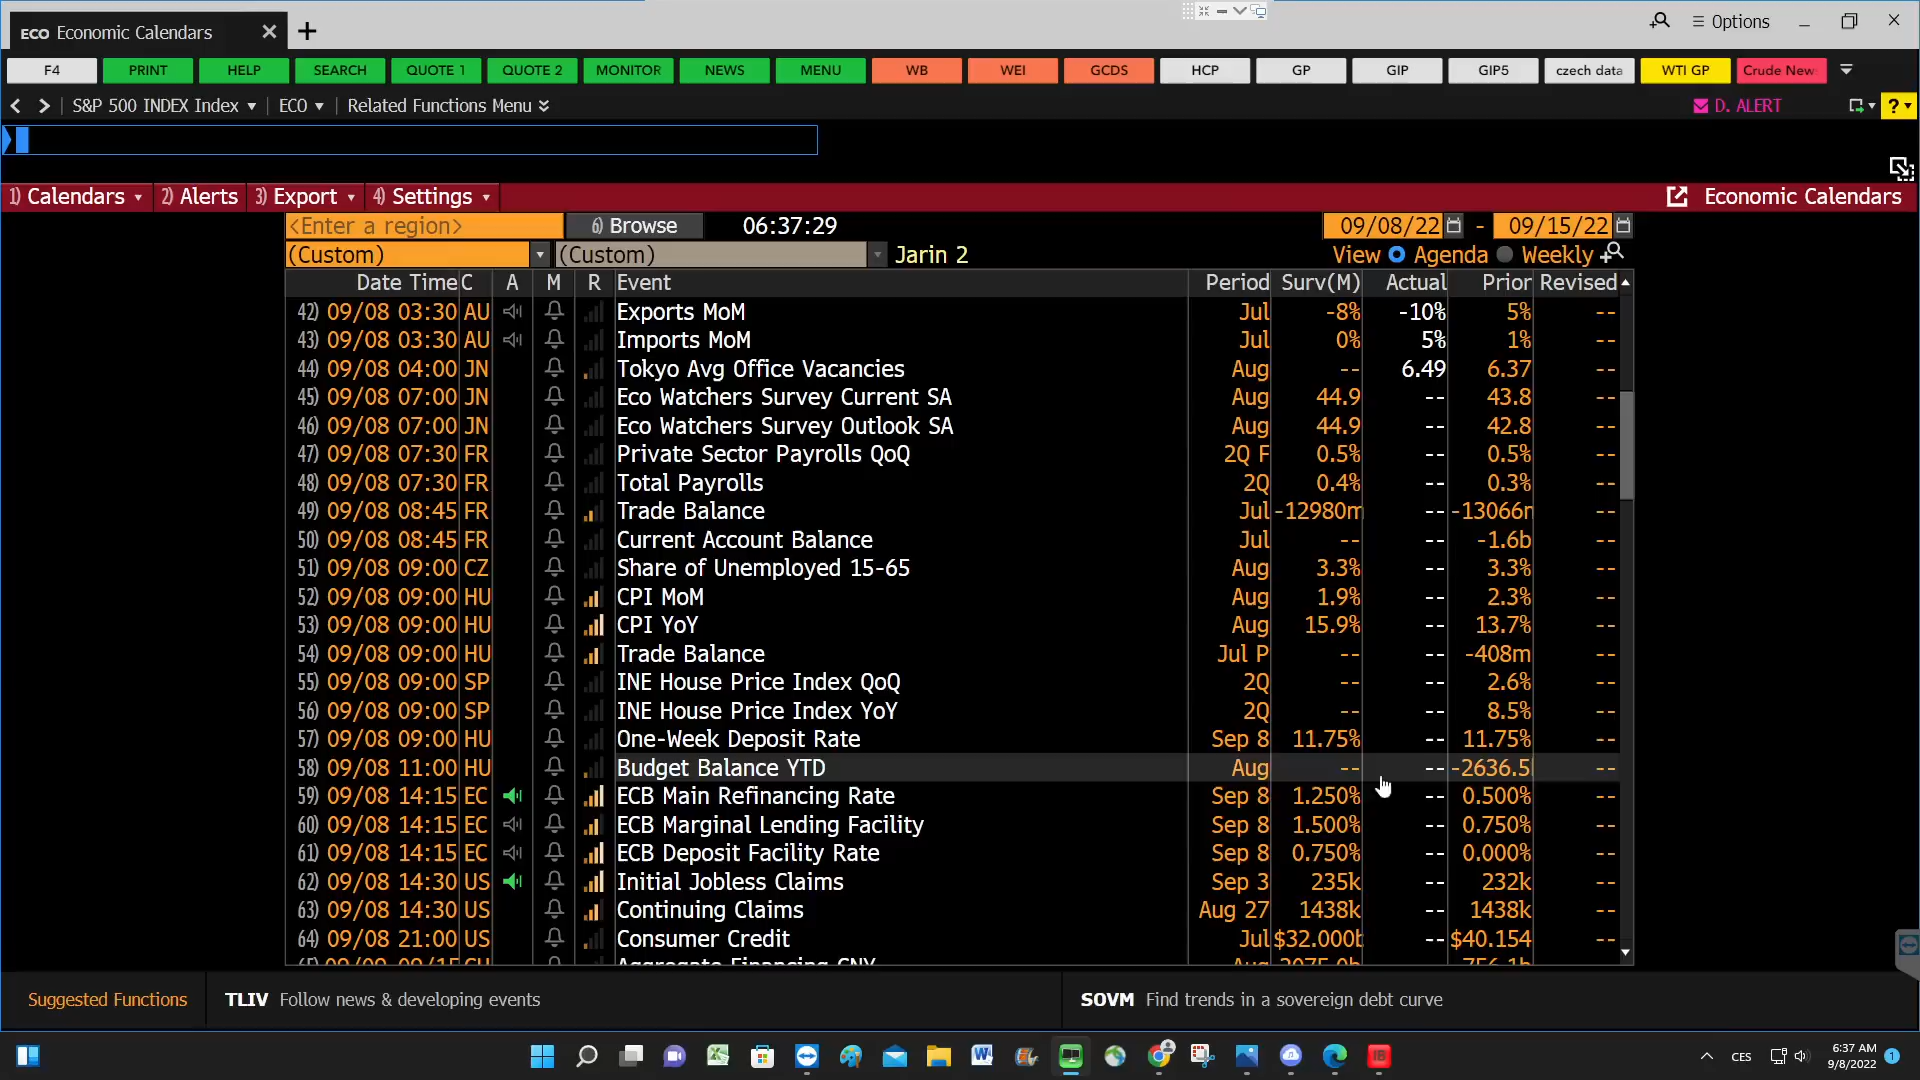 ECO Economic Calendars
Options
F4 PRINT HELP SEARCH QUOTE 1 QUOTE 2 MONITOR NEWS MENU WB WEI GCDS HCP GP GIP GIP5 czech data WTI GP Crude New
S&P 500 INDEX Index ECO Related Functions Menu D. ALERT ?
1) Calendars 2) Alerts 3) Export 4) Settings Economic Calendars
<Enter a region> 6) Browse 06:37:29 09/08/22 - 09/15/22
(Custom) (Custom) Jarin 2 View Agenda Weekly
Date Time C A M R Event Period Surv(M) Actual Prior Revised
42) 09/08 03:30 AU Exports MoM Jul -8% -10% 5% --
43) 09/08 03:30 AU Imports MoM Jul 0% 5% 1% --
44) 09/08 04:00 JN Tokyo Avg Office Vacancies Aug -- 6.49 6.37 --
45) 09/08 07:00 JN Eco Watchers Survey Current SA Aug 44.9 -- 43.8 --
46) 09/08 07:00 JN Eco Watchers Survey Outlook SA Aug 44.9 -- 42.8 --
47) 09/08 07:30 FR Private Sector Payrolls QoQ 2Q F 0.5% -- 0.5% --
48) 09/08 07:30 FR Total Payrolls 2Q 0.4% -- 0.3% --
49) 09/08 08:45 FR Trade Balance Jul -12980m -- -13066m --
50) 09/08 08:45 FR Current Account Balance Jul -- -- -1.6b --
51) 09/08 09:00 CZ Share of Unemployed 15-65 Aug 3.3% -- 3.3% --
52) 09/08 09:00 HU CPI MoM Aug 1.9% -- 2.3% --
53) 09/08 09:00 HU CPI YoY Aug 15.9% -- 13.7% --
54) 09/08 09:00 HU Trade Balance Jul P -- -- -408m --
55) 09/08 09:00 SP INE House Price Index QoQ 2Q -- -- 2.6% --
56) 09/08 09:00 SP INE House Price Index YoY 2Q -- -- 8.5% --
57) 09/08 09:00 HU One-Week Deposit Rate Sep 8 11.75% -- 11.75% --
58) 09/08 11:00 HU Budget Balance YTD Aug -- -- -2636.5 --
59) 09/08 14:15 EC ECB Main Refinancing Rate Sep 8 1.250% -- 0.500% --
60) 09/08 14:15 EC ECB Marginal Lending Facility Sep 8 1.500% -- 0.750% --
61) 09/08 14:15 EC ECB Deposit Facility Rate Sep 8 0.750% -- 0.000% --
62) 09/08 14:30 US Initial Jobless Claims Sep 3 235k -- 232k --
63) 09/08 14:30 US Continuing Claims Aug 27 1438k -- 1438k --
64) 09/08 21:00 US Consumer Credit Jul $32.000b -- $40.154 --
Suggested Functions TLIV Follow news & developing events SOVM Find trends in a sovereign debt curve
CES 6:37 AM
9/8/2022 1